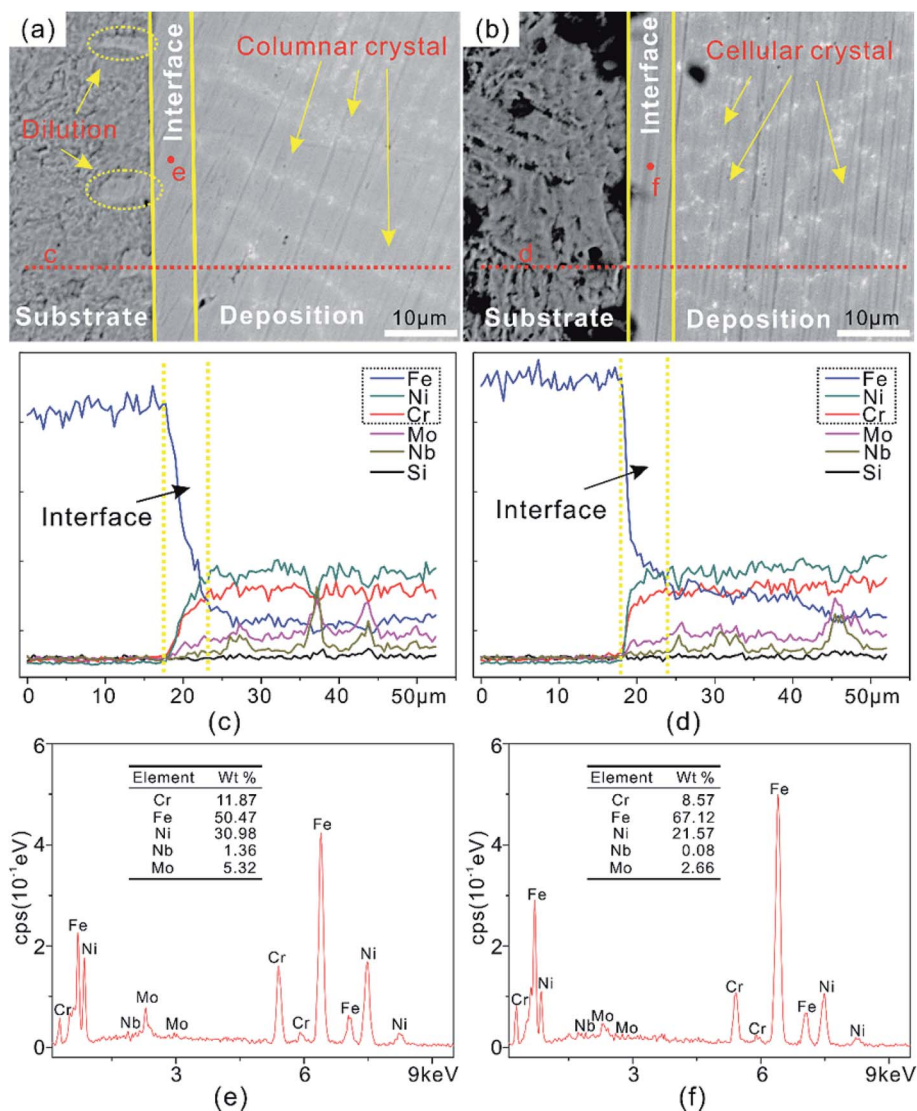 (a)
Columnar crystal
Interface
Dilution
e
c
Substrate
Deposition
10μm
(b)
Cellular crystal
Interface
f
d
Substrate
Deposition
10μm
Fe
Ni
Cr
Mo
Nb
Si
Interface
0 10 20 30 40 50μm
(c)
Fe
Ni
Cr
Mo
Nb
Si
Interface
0 10 20 30 40 50μm
(d)
6
4
2
0
cps(10⁻¹eV)
Element Wt %
Cr 11.87
Fe 50.47
Ni 30.98
Nb 1.36
Mo 5.32
Fe
Fe
Ni
Cr
Nb
Mo
Mo
Cr
Cr
Fe
Ni
Ni
3 6 9keV
(e)
6
4
2
0
cps(10⁻¹eV)
Element Wt %
Cr 8.57
Fe 67.12
Ni 21.57
Nb 0.08
Mo 2.66
Fe
Fe
Ni
Cr
Nb
Mo
Mo
Cr
Cr
Fe
Ni
Ni
3 6 9keV
(f)